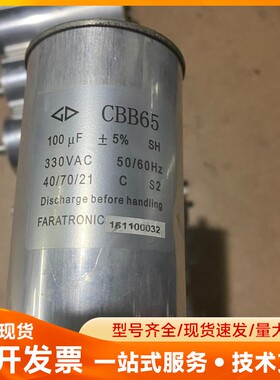 CBB65
100 μF ± 5% SH
330VAC 50/60Hz
40/70/21 C S2
Discharge before handling
FARATRONIC 161100032
现货 型号齐全/现货速发/量大
开发票 一站式服务·技术